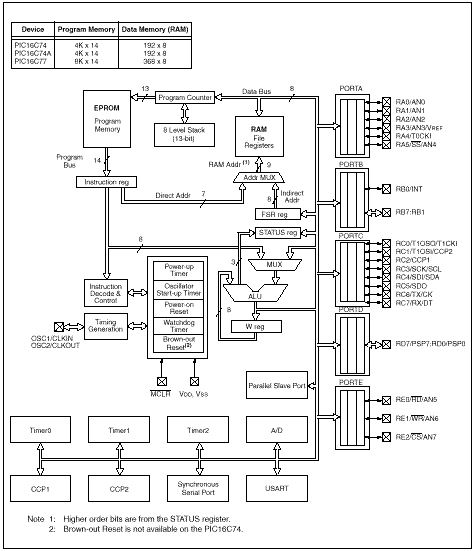 Device Program Memory Data Memory (RAM)
PIC16C74 4K x 14 192 x 8
PIC16C74A 4K x 14 192 x 8
PIC16C77 8K x 14 368 x 8
13
Program Counter
Data Bus
8
PORTA
EPROM
Program
Memory
8 Level Stack
(13-bit)
RAM
File
Registers
RA0/AN0
RA1/AN1
RA2/AN2
RA3/AN3/VREF
RA4/T0CKI
RA5/SS/AN4
Program
Bus
14
RAM Addr (1)
9
PORTB
Instruction reg
Addr MUX
RB0/INT
Direct Addr
7
8
Indirect
Addr
FSR reg
RB7:RB1
STATUS reg
PORTC
8
RC0/T1OSO/T1CKI
RC1/T1OSI/CCP2
RC2/CCP1
RC3/SCK/SCL
RC4/SDI/SDA
RC5/SDO
RC6/TX/CK
RC7/RX/DT
3
MUX
Power-up
Timer
Instruction
Decode &
Control
Oscillator
Start-up Timer
ALU
Power-on
Reset
8
PORTD
Timing
Generation
Watchdog
Timer
W reg
OSC1/CLKIN
OSC2/CLKOUT
Brown-out
Reset(2)
RD7/PSP7:RD0/PSP0
MCLR
VDD, VSS
Parallel Slave Port
PORTE
RE0/RD/AN5
RE1/WR/AN6
RE2/CS/AN7
Timer0
Timer1
Timer2
A/D
CCP1
CCP2
Synchronous
Serial Port
USART
Note 1: Higher order bits are from the STATUS register.
2: Brown-out Reset is not available on the PIC16C74.